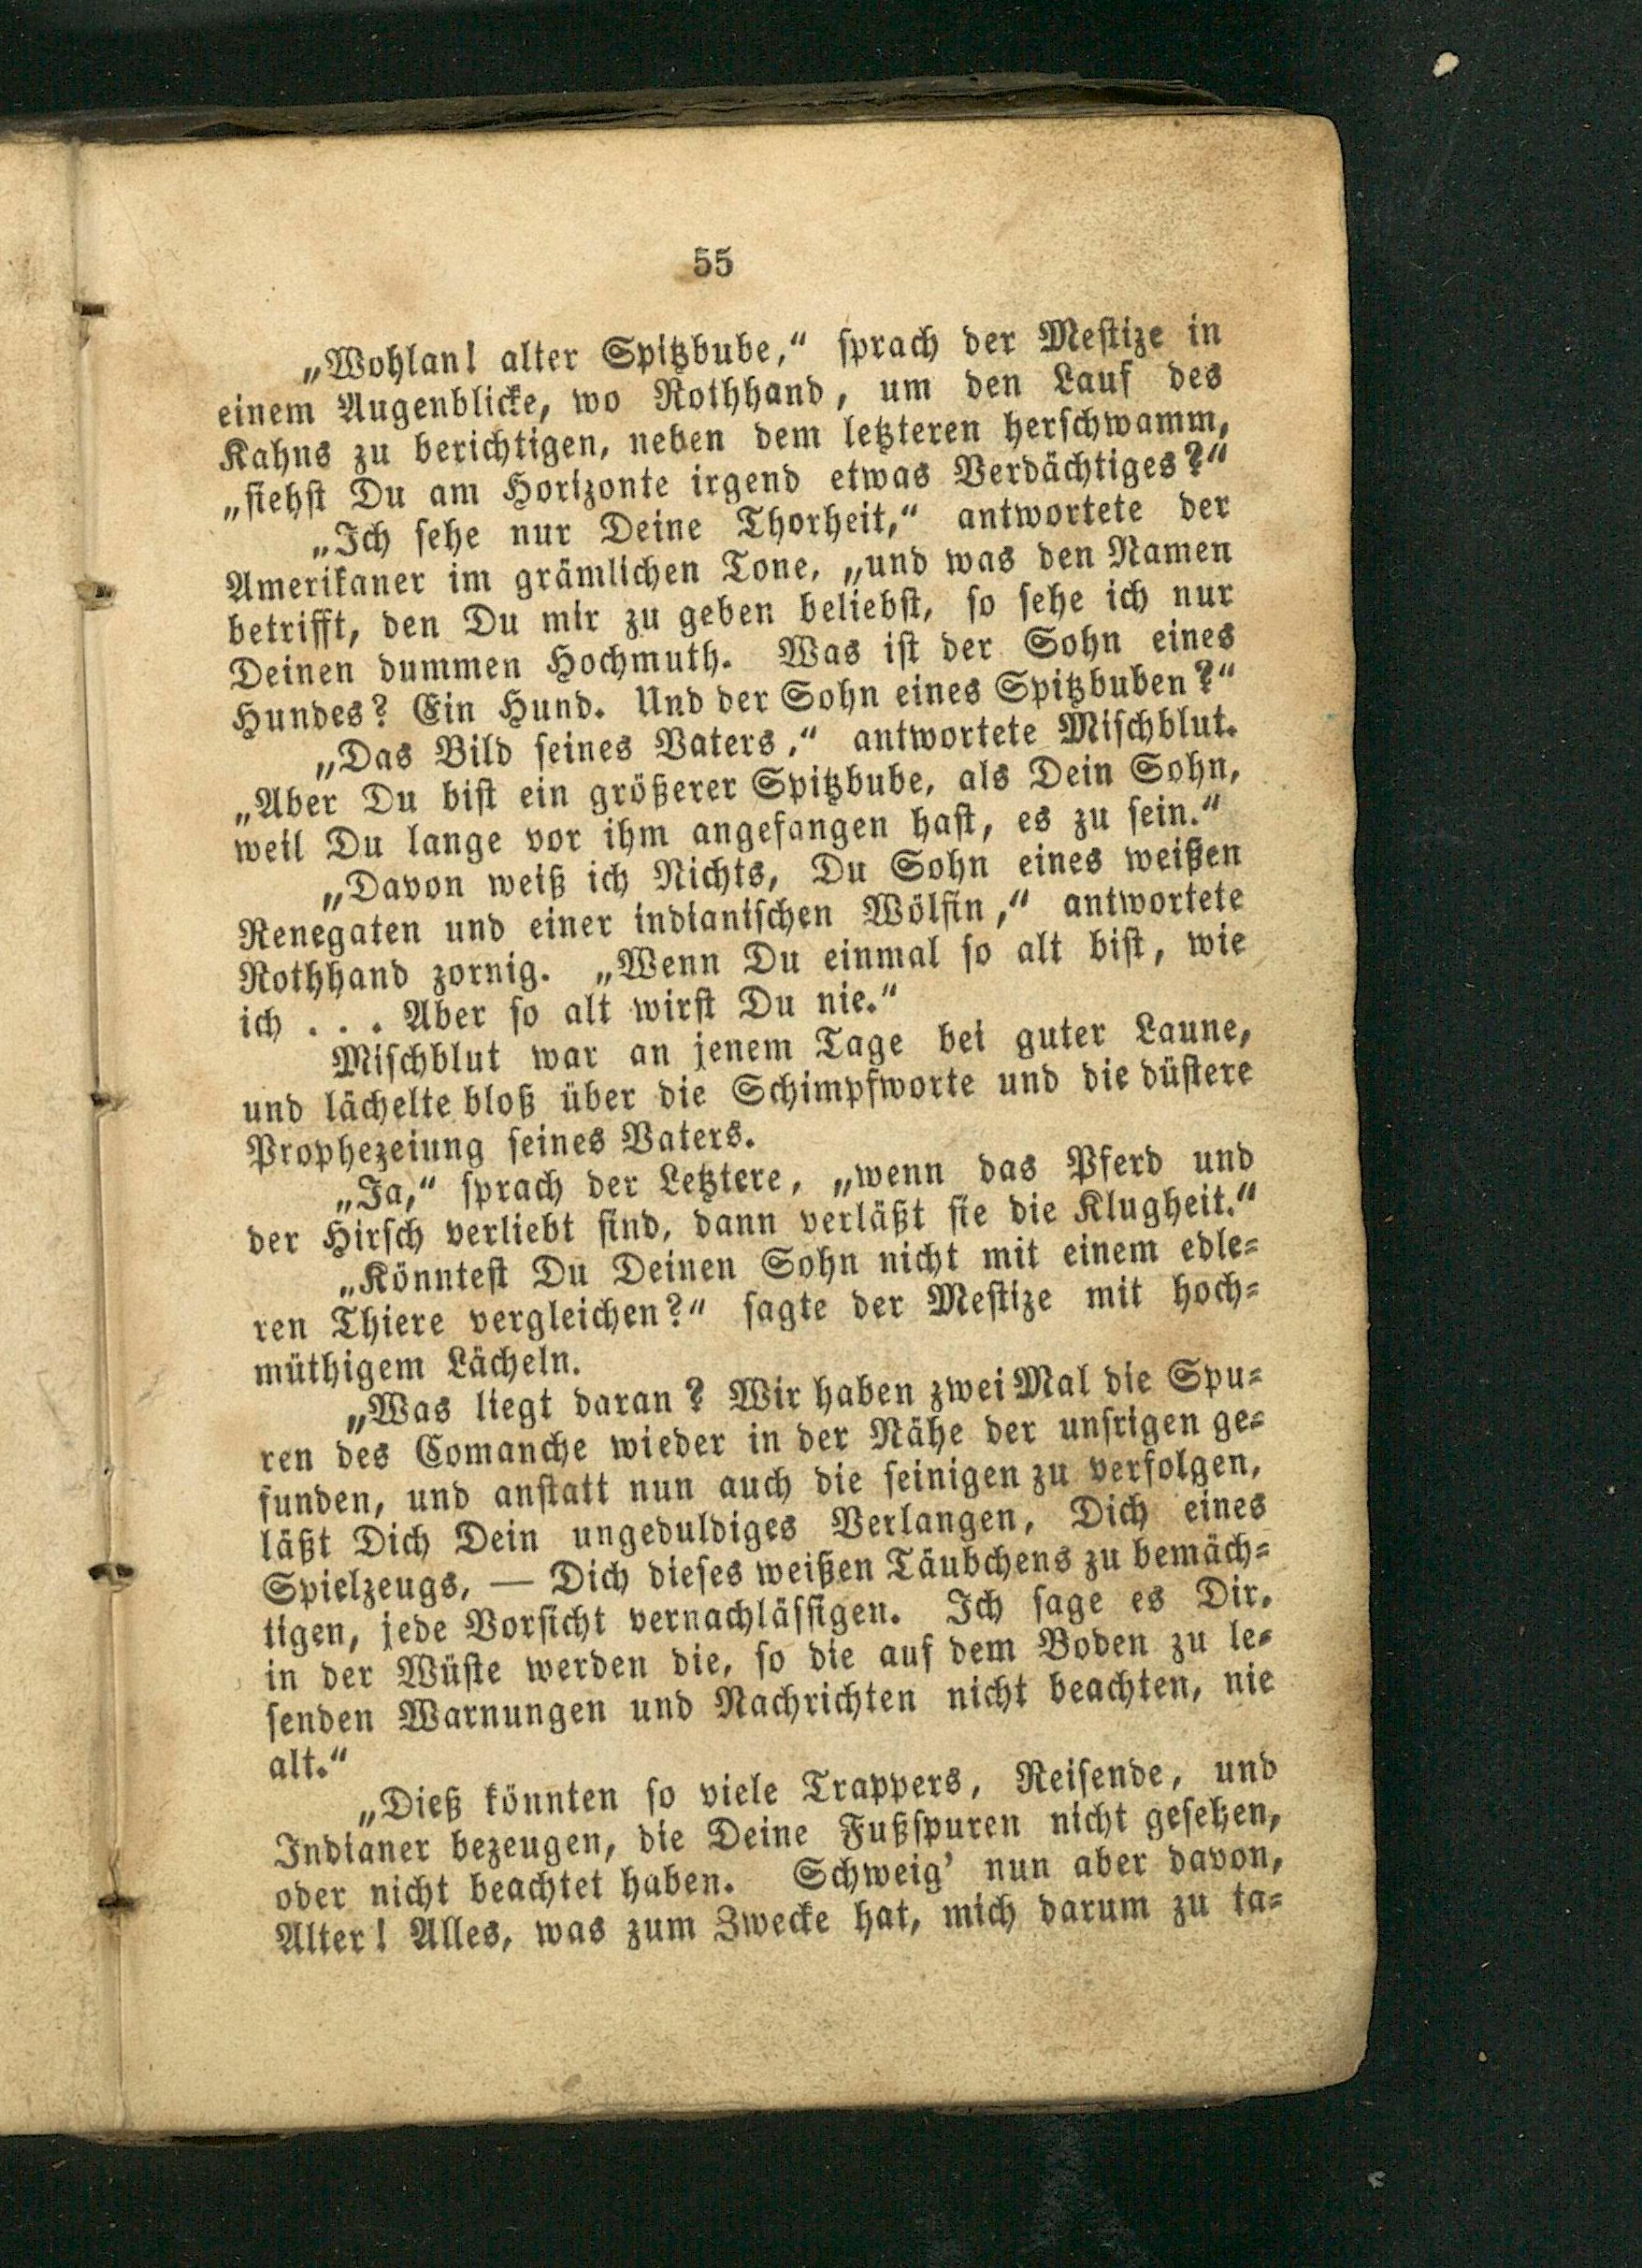 55
„Wohlan! alter Spitzbube,“ sprach der Mestize in
einem Augenblicke, wo Rothhand, um den Lauf des
Kahns zu berichtigen, neben dem letzteren herschwamm,
„siehst Du am Horizonte irgend etwas Verdächtiges?“
„Ich sehe nur Deine Thorheit,“ antwortete der
Amerikaner im grämlichen Tone, „und was den Namen
betrifft, den Du mir zu geben beliebst, so sehe ich nur
Deinen dummen Hochmuth. Was ist der Sohn eines
Hundes? Ein Hund. Und der Sohn eines Spitzbuben?“
„Das Bild seines Vaters,“ antwortete Mischblut.
„Aber Du bist ein größerer Spitzbube, als Dein Sohn,
weil Du lange vor ihm angefangen hast, es zu sein.“
„Davon weiß ich Nichts, Du Sohn eines weißen
Renegaten und einer indianischen Wölfin,“ antwortete
Rothhand zornig. „Wenn Du einmal so alt bist, wie
ich . . . Aber so alt wirst Du nie.“
Mischblut war an jenem Tage bei guter Laune,
und lächelte bloß über die Schimpfworte und die düstere
Prophezeiung seines Vaters.
„Ja,“ sprach der Letztere, „wenn das Pferd und
der Hirsch verliebt sind, dann verläßt sie die Klugheit.“
„Könntest Du Deinen Sohn nicht mit einem edle-
ren Thiere vergleichen?“ sagte der Mestize mit hoch-
müthigem Lächeln.
„Was liegt daran? Wir haben zwei Mal die Spu-
ren des Comanche wieder in der Nähe der unsrigen ge-
funden, und anstatt nun auch die seinigen zu verfolgen,
läßt Dich Dein ungeduldiges Verlangen, Dich eines
Spielzeugs, — Dich dieses weißen Täubchens zu bemäch-
tigen, jede Vorsicht vernachlässigen. Ich sage es Dir,
in der Wüste werden die, so die auf dem Boden zu le-
senden Warnungen und Nachrichten nicht beachten, nie
alt.“
„Dieß könnten so viele Trappers, Reisende, und
Indianer bezeugen, die Deine Fußspuren nicht gesehen,
oder nicht beachtet haben. Schweig’ nun aber davon,
Alter! Alles, was zum Zwecke hat, mich darum zu ta-